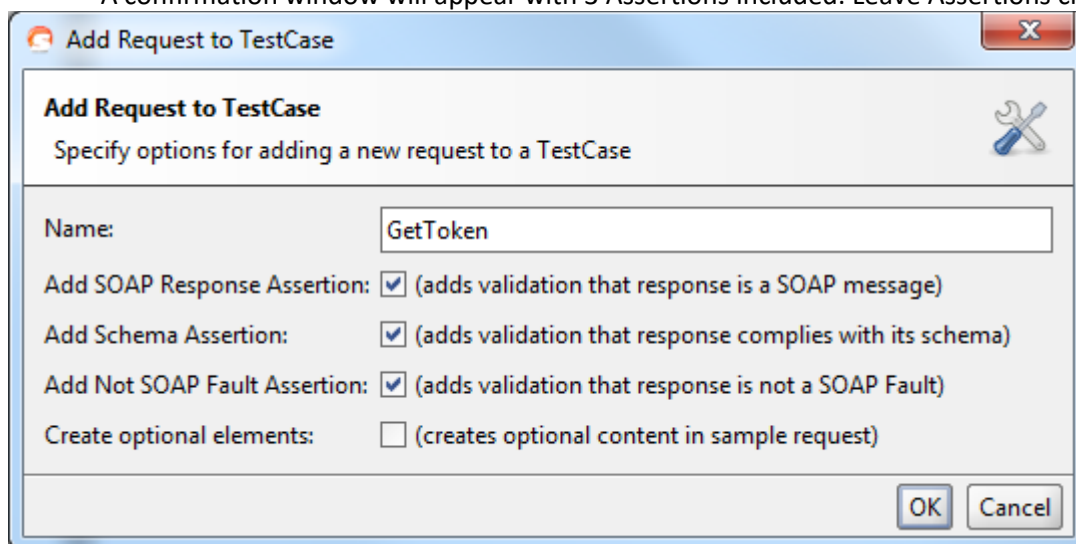 A confirmation window will appear with 3 Assertions included. Leave Assertions
Add Request to TestCase
Add Request to TestCase
Specify options for adding a new request to a TestCase
Name: GetToken
Add SOAP Response Assertion: (adds validation that response is a SOAP message)
Add Schema Assertion: (adds validation that response complies with its schema)
Add Not SOAP Fault Assertion: (adds validation that response is not a SOAP Fault)
Create optional elements: (creates optional content in sample request)
OK Cancel